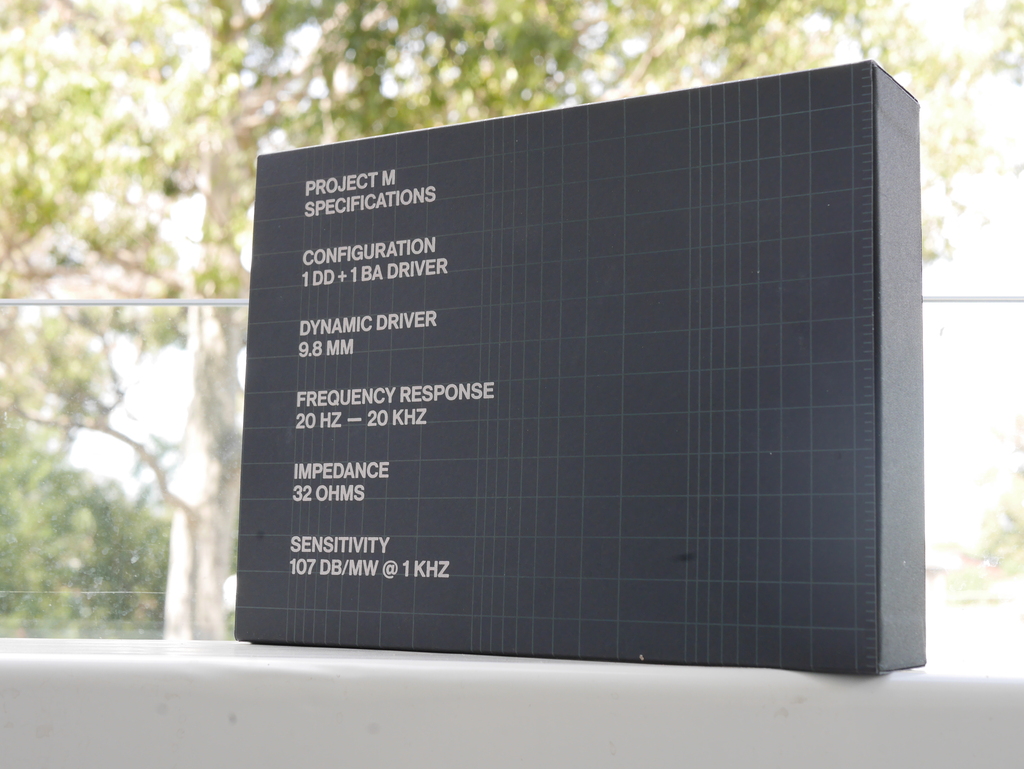 PROJECT M
SPECIFICATIONS
CONFIGURATION
1 DD + 1 BA DRIVER
DYNAMIC DRIVER
9.8 MM
FREQUENCY RESPONSE
20 HZ — 20 KHZ
IMPEDANCE
32 OHMS
SENSITIVITY
107 DB/MW @ 1 KHZ